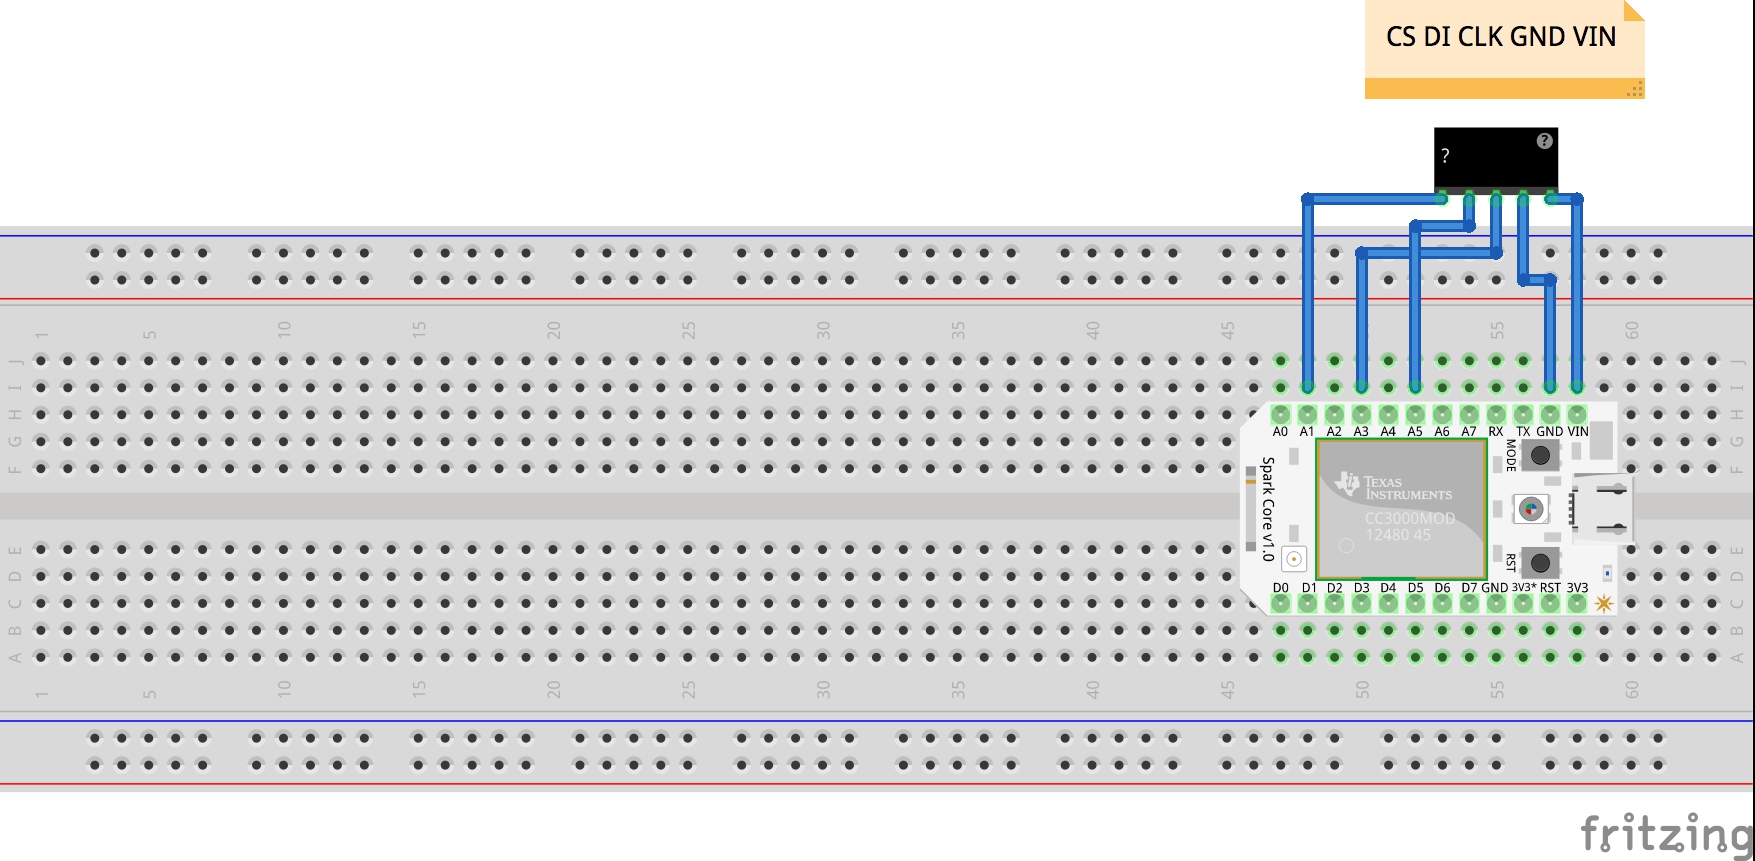 CS DI CLK GND VIN
?
?
1 5 10 15 20 25 30 35 40 45 55 60
J J
I I
H H
G G
F F
A0 A1 A2 A3 A4 A5 A6 A7 RX TX GND VIN
MODE
Spark Core v1.0
TEXAS
INSTRUMENTS
CC3000MOD
12480 45
RST
D0 D1 D2 D3 D4 D5 D6 D7 GND 3V3* RST 3V3
E E
D D
C C
B B
A A
1 5 10 15 20 25 30 35 40 45 50 55 60
fritzing